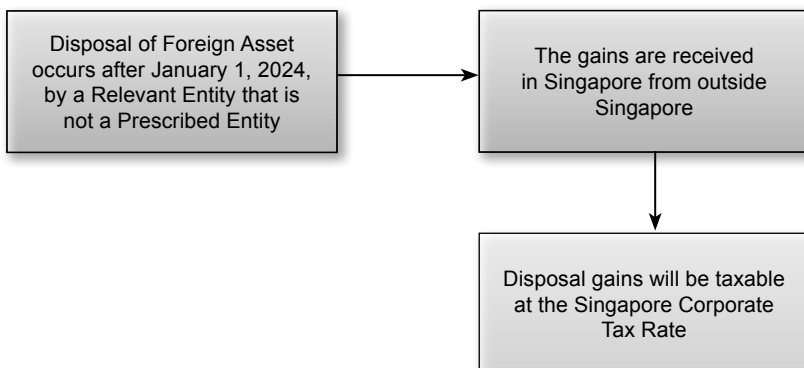 Disposal of Foreign Asset
occurs after January 1, 2024,
by a Relevant Entity that is
not a Prescribed Entity
The gains are received
in Singapore from outside
Singapore
Disposal gains will be taxable
at the Singapore Corporate
Tax Rate